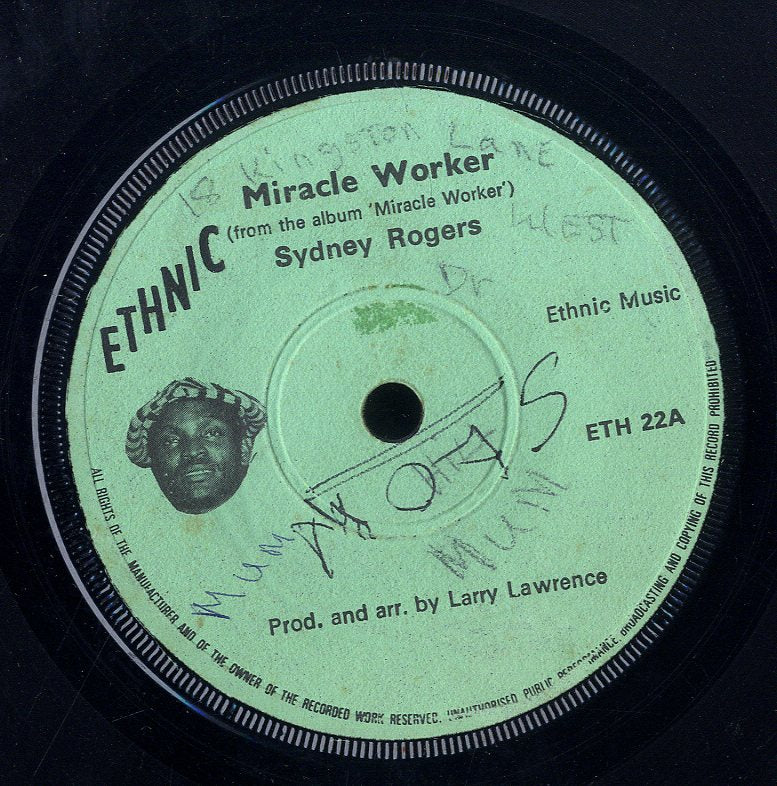 18 Kingston Lane
Miracle Worker
(from the album 'Miracle Worker')
WEST
Sydney Rogers
Dr
ETHNIC
Ethnic Music
ETH 22A
MUM
MUM
Prod. and arr. by Larry Lawrence
ALL RIGHTS OF THE MANUFACTURER AND OF THE OWNER OF THE RECORDED WORK RESERVED. UNAUTHORISED PUBLIC PERFORMANCE. BROADCASTING AND COPYING OF THIS RECORD PROHIBITED